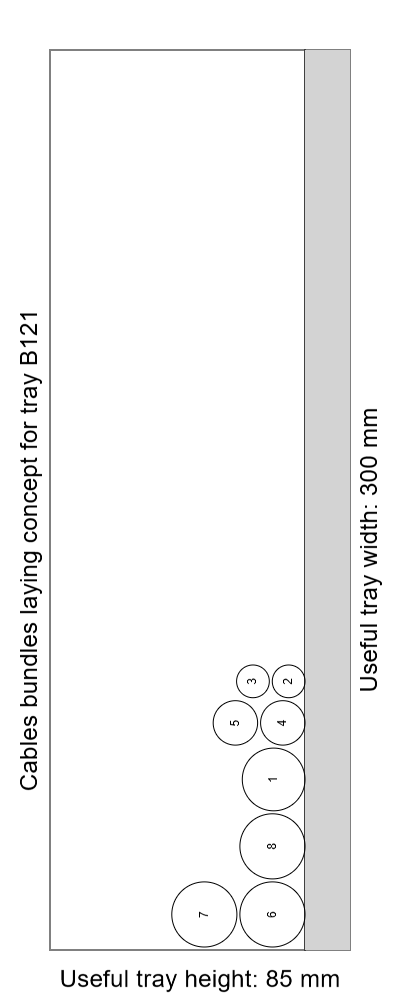 Cables bundles laying concept for tray B121
3
2
5
4
1
8
7
6
Useful tray width: 300 mm
Useful tray height: 85 mm